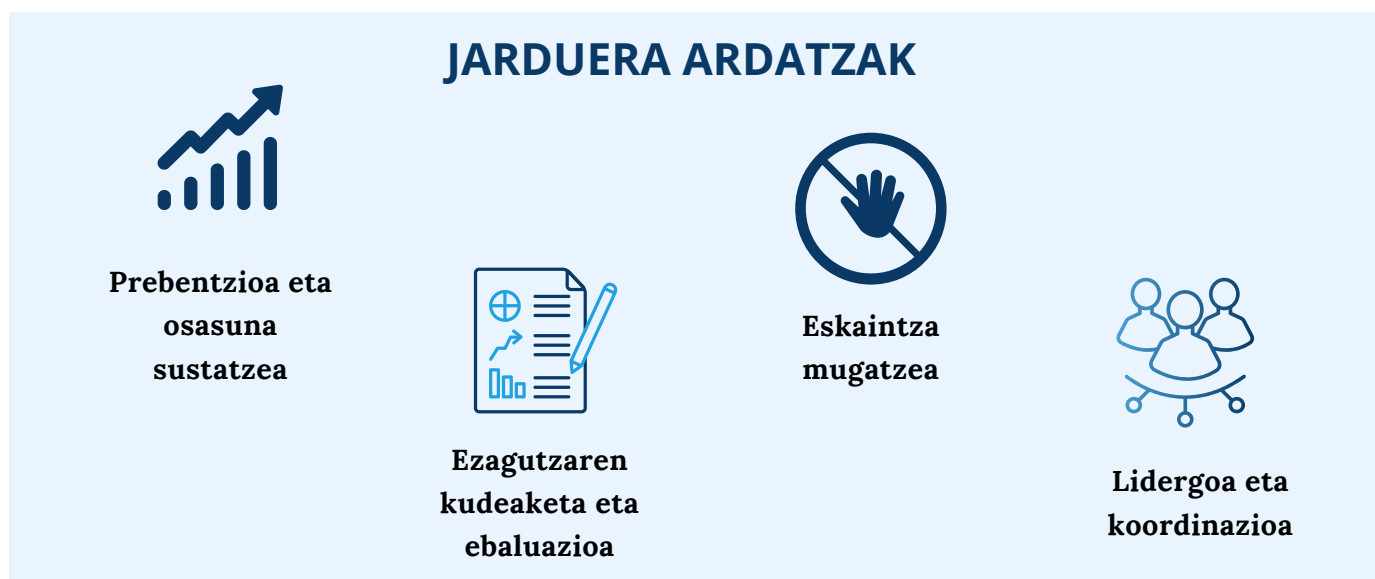 JARDUERA ARDATZAK
Prebentzioa eta
osasuna
sustatzea
Ezagutzaren
kudeaketa eta
ebaluazioa
Eskaintza
mugatzea
Lidergoa eta
koordinazioa